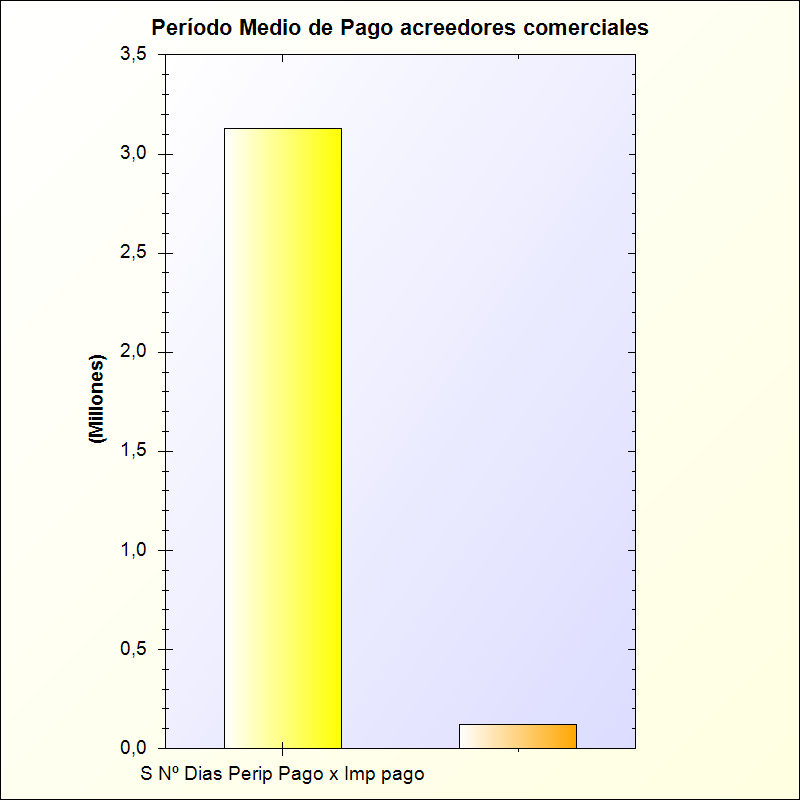 Período Medio de Pago acreedores comerciales
3,5
3,0
2,5
2,0
(Millones)
1,5
1,0
0,5
0,0
S Nº Dias Perip Pago x Imp pago